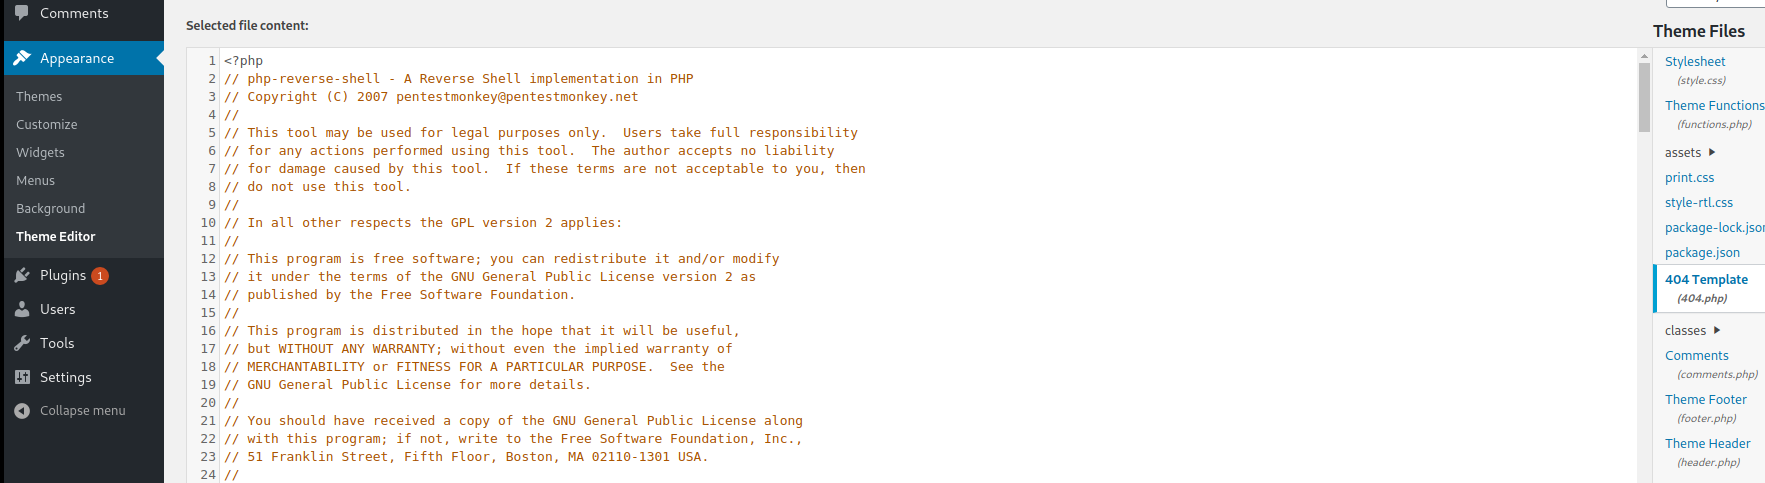 Comments
Appearance
Themes
Customize
Widgets
Menus
Background
Theme Editor
Plugins 1
Users
Tools
Settings
Collapse menu
Selected file content:
1 <?php
2 // php-reverse-shell - A Reverse Shell implementation in PHP
3 // Copyright (C) 2007 pentestmonkey@pentestmonkey.net
4 //
5 // This tool may be used for legal purposes only.  Users take full responsibility
6 // for any actions performed using this tool.  The author accepts no liability
7 // for damage caused by this tool.  If these terms are not acceptable to you, then
8 // do not use this tool.
9 //
10 // In all other respects the GPL version 2 applies:
11 //
12 // This program is free software; you can redistribute it and/or modify
13 // it under the terms of the GNU General Public License version 2 as
14 // published by the Free Software Foundation.
15 //
16 // This program is distributed in the hope that it will be useful,
17 // but WITHOUT ANY WARRANTY; without even the implied warranty of
18 // MERCHANTABILITY or FITNESS FOR A PARTICULAR PURPOSE.  See the
19 // GNU General Public License for more details.
20 //
21 // You should have received a copy of the GNU General Public License along
22 // with this program; if not, write to the Free Software Foundation, Inc.,
23 // 51 Franklin Street, Fifth Floor, Boston, MA 02110-1301 USA.
24 //
Theme Files
Stylesheet
(style.css)
Theme Functions
(functions.php)
assets
print.css
style-rtl.css
package-lock.json
package.json
404 Template
(404.php)
classes
Comments
(comments.php)
Theme Footer
(footer.php)
Theme Header
(header.php)